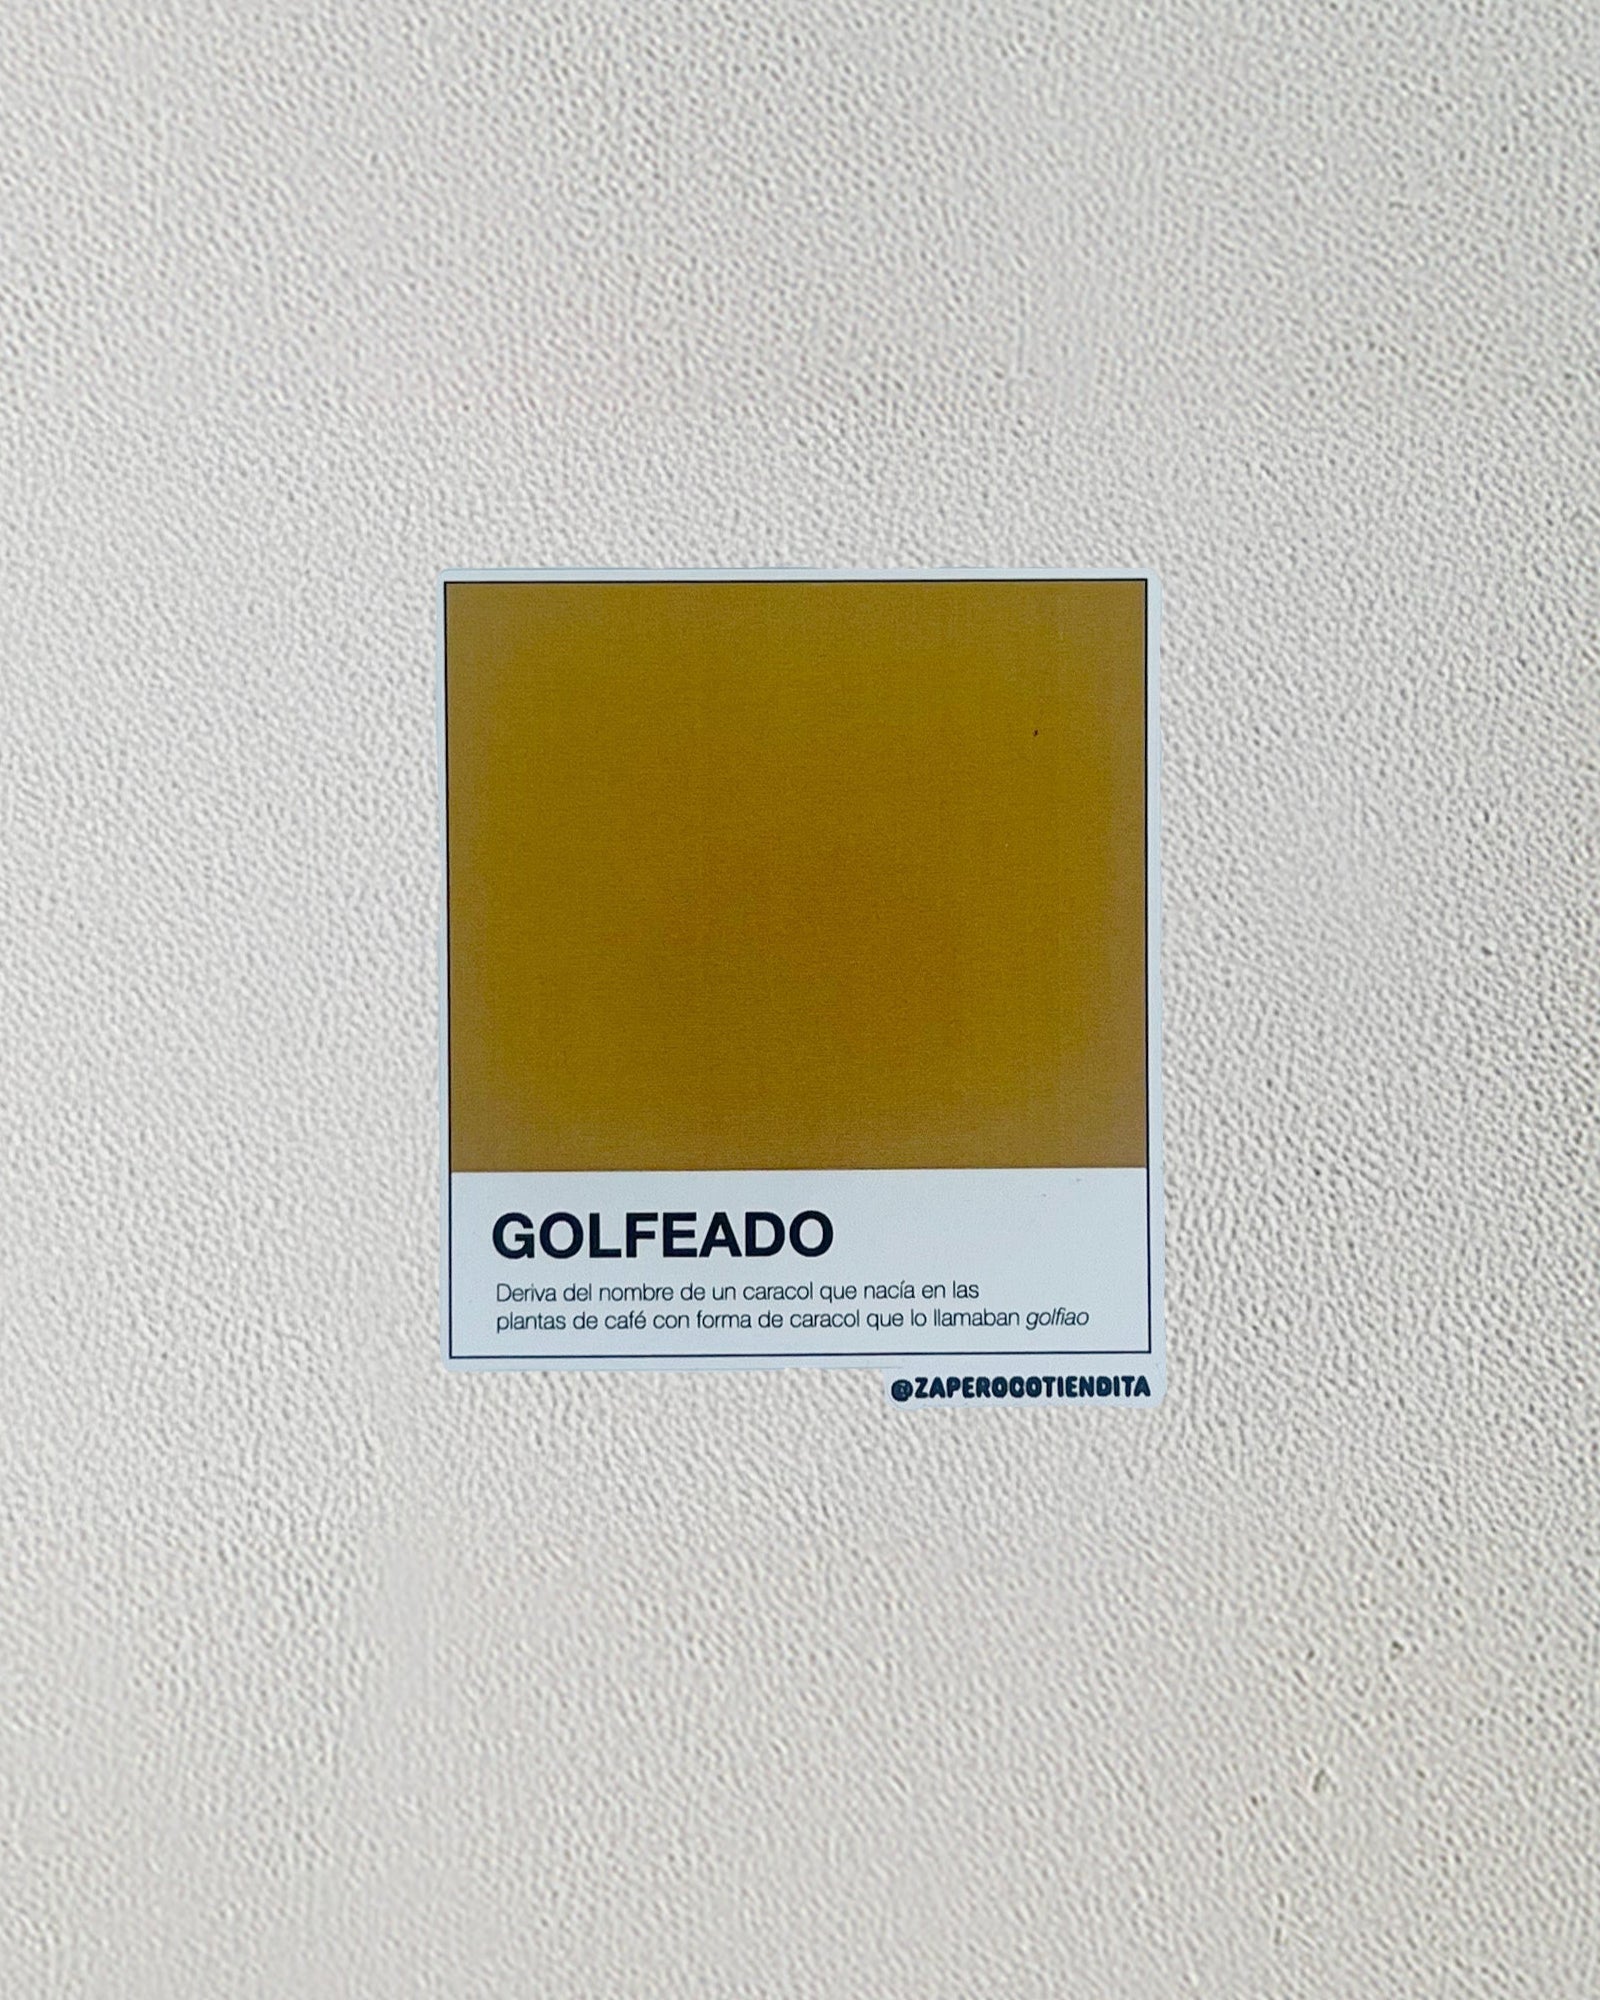 GOLFEADO
Deriva del nombre de un caracol que nacía en las
plantas de café con forma de caracol que lo llamaban golfiao
@ZAPEROCOTIENDITA